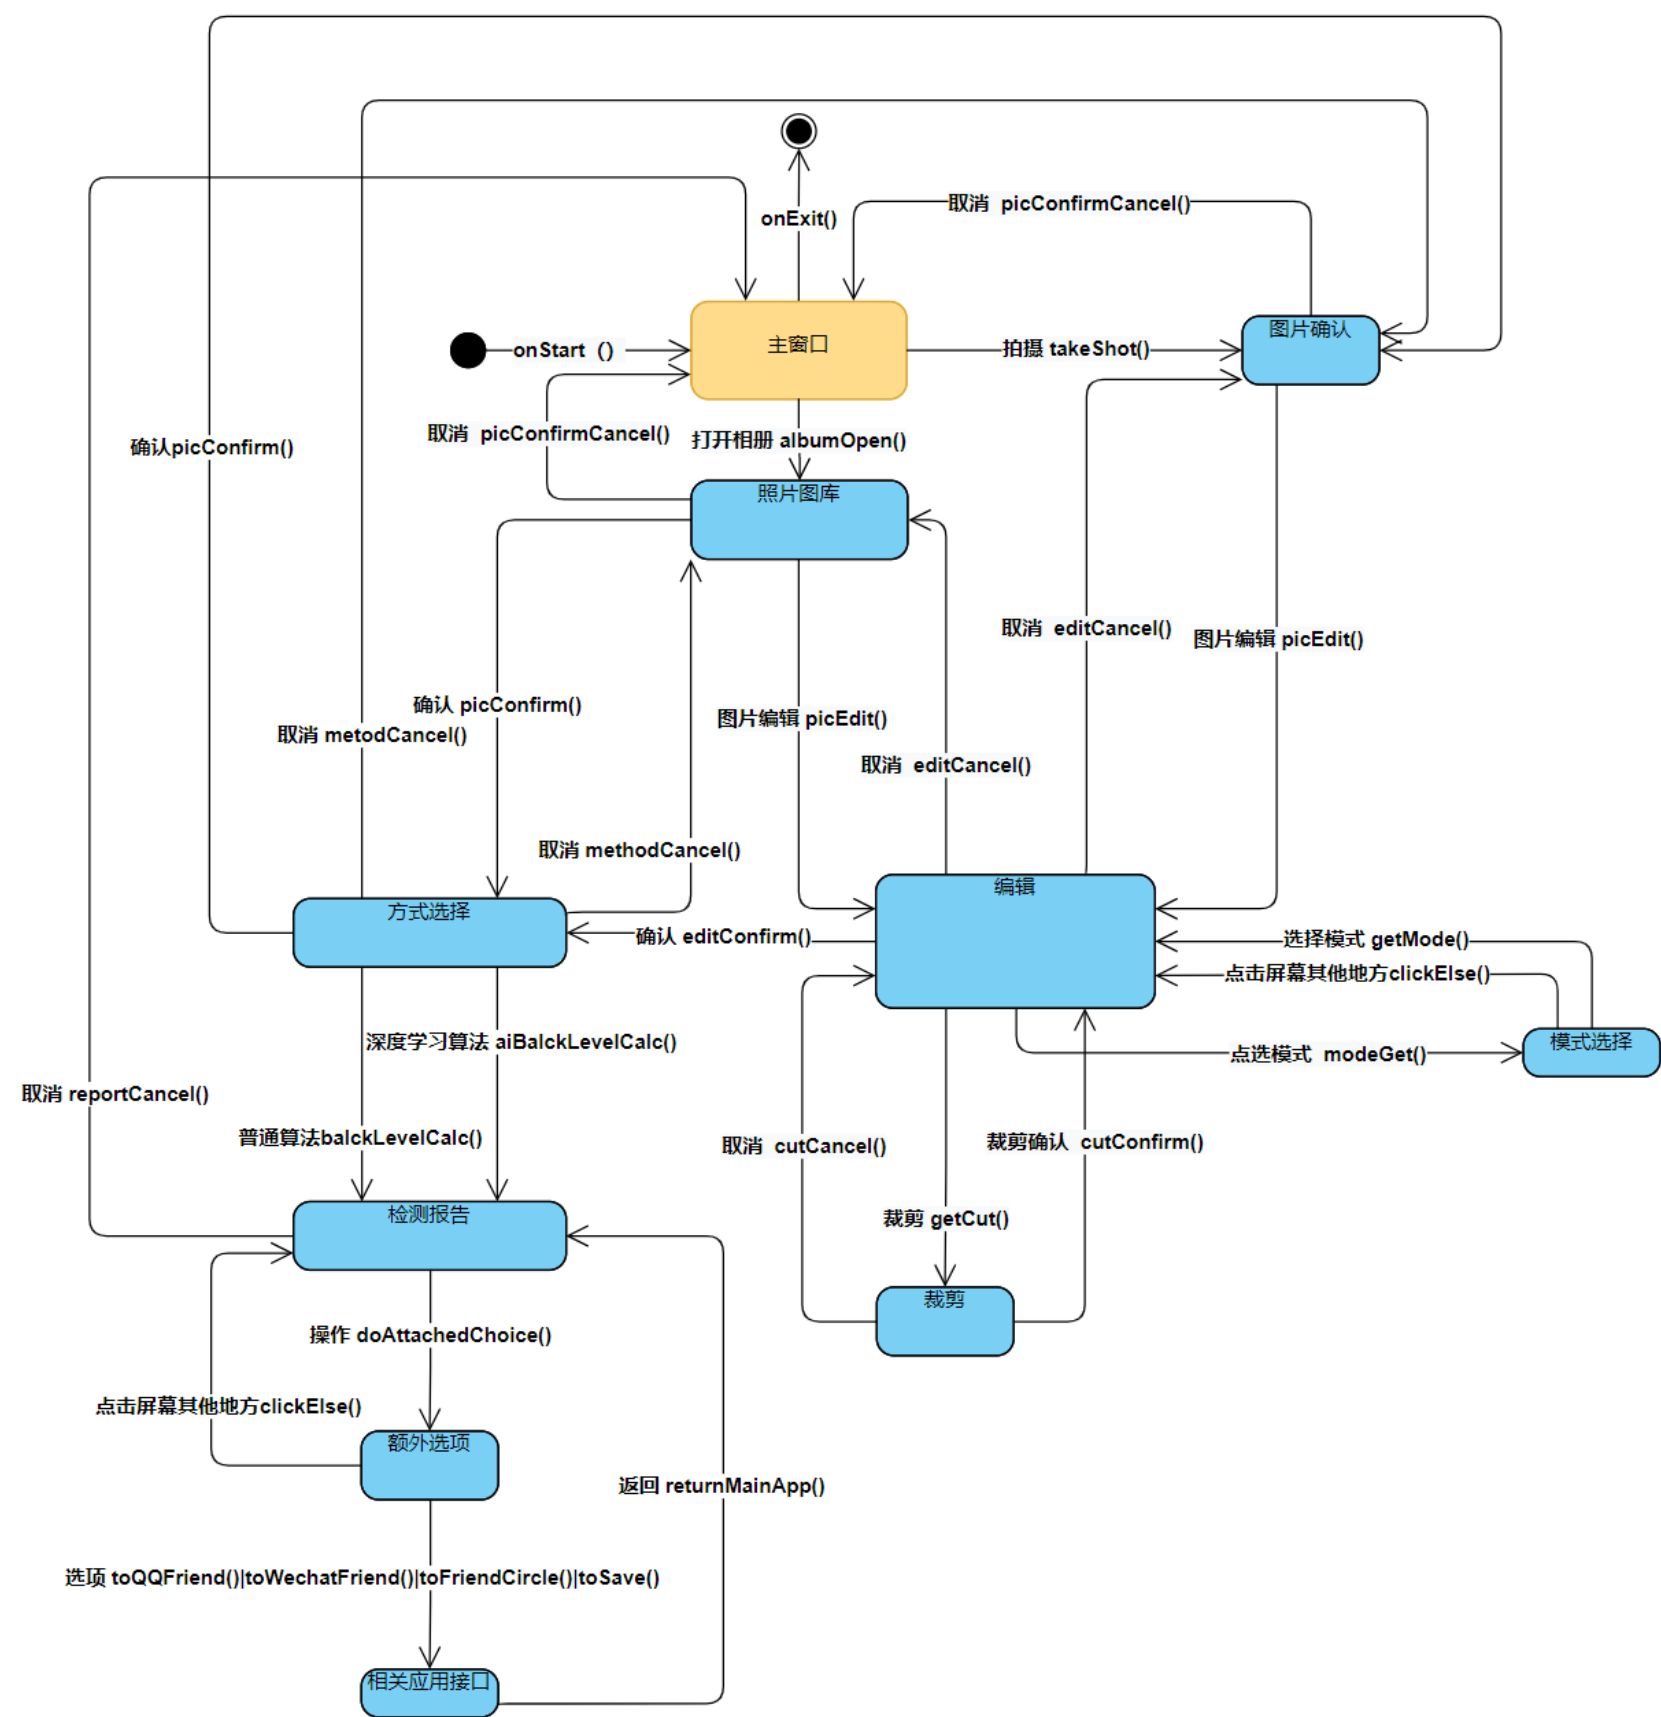 onExit()
取消  picConfirmCancel()
主窗口
图片确认
onStart（）
拍摄 takeShot()
取消  picConfirmCancel()
打开相册 albumOpen()
确认picConfirm()
照片图库
取消  editCancel()
图片编辑 picEdit()
确认 picConfirm()
图片编辑 picEdit()
取消 metodCancel()
取消  editCancel()
取消 methodCancel()
编辑
方式选择
确认 editConfirm()
选择模式 getMode()
点击屏幕其他地方clickElse()
深度学习算法 aiBalckLevelCalc()
模式选择
点选模式  modeGet()
取消 reportCancel()
普通算法balckLevelCalc()
取消  cutCancel()
裁剪确认  cutConfirm()
检测报告
裁剪 getCut()
裁剪
操作 doAttachedChoice()
点击屏幕其他地方clickElse()
额外选项
返回 returnMainApp()
选项 toQQFriend()|toWechatFriend()|toFriendCircle()|toSave()
相关应用接口